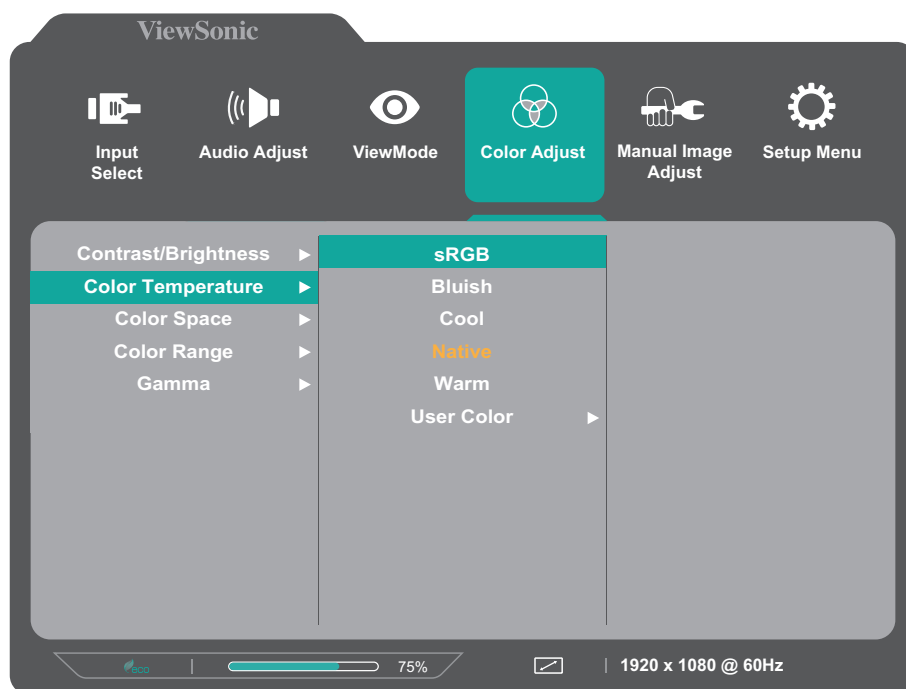 ViewSonic
Input
Select
Audio Adjust
ViewMode
Color Adjust
Manual Image
Adjust
Setup Menu
Contrast/Brightness
Color Temperature
Color Space
Color Range
Gamma
sRGB
Bluish
Cool
Native
Warm
User Color
eco | 75% | 1920 x 1080 @ 60Hz